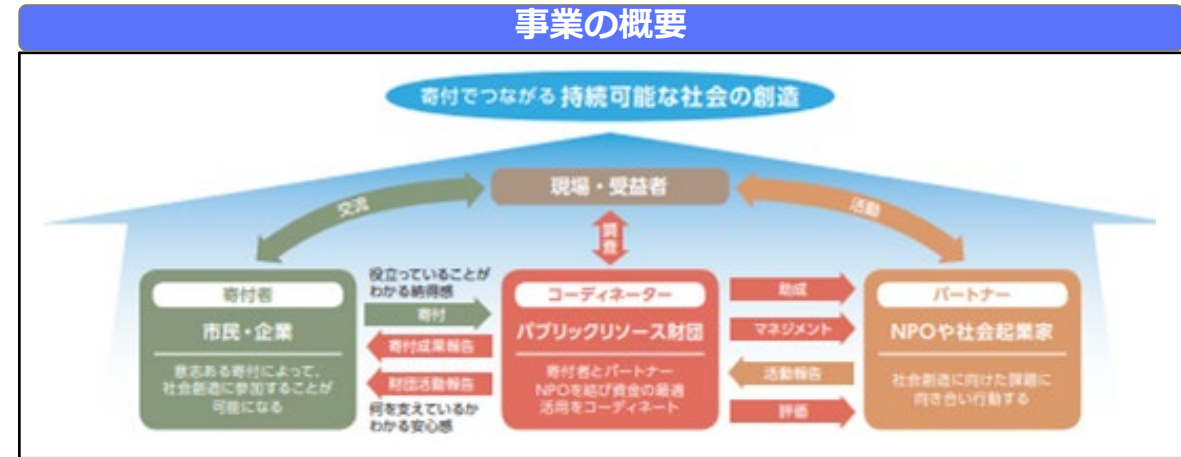 事業の概要
寄付でつながる 持続可能な社会の創造
現場・受益者
交流
活動
調査
寄付者
市民・企業
意志ある寄付によって、
社会創造に参加することが
可能になる
役立っていることが
わかる納得感
寄付
寄付成果報告
財団活動報告
何を変えているか
わかる安心感
コーディネーター
パブリックリソース財団
寄付者とパートナー
NPOを結び資金の最適
活用をコーディネート
助成
マネジメント
活動報告
評価
パートナー
NPOや社会起業家
社会創造に向けた課題に
向き合い行動する